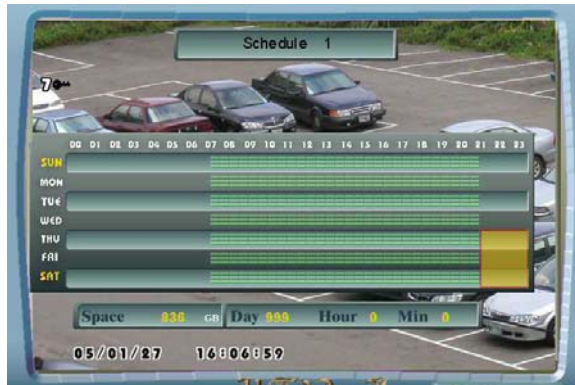 Schedule 1
7
00 01 02 03 04 05 06 07 08 09 10 11 12 13 14 15 16 17 18 19 20 21 22 23
SUN
MON
TUE
WED
THU
FRI
SAT
Space 836 GB Day 999 Hour 0 Min 0
05/01/27 16:06:59